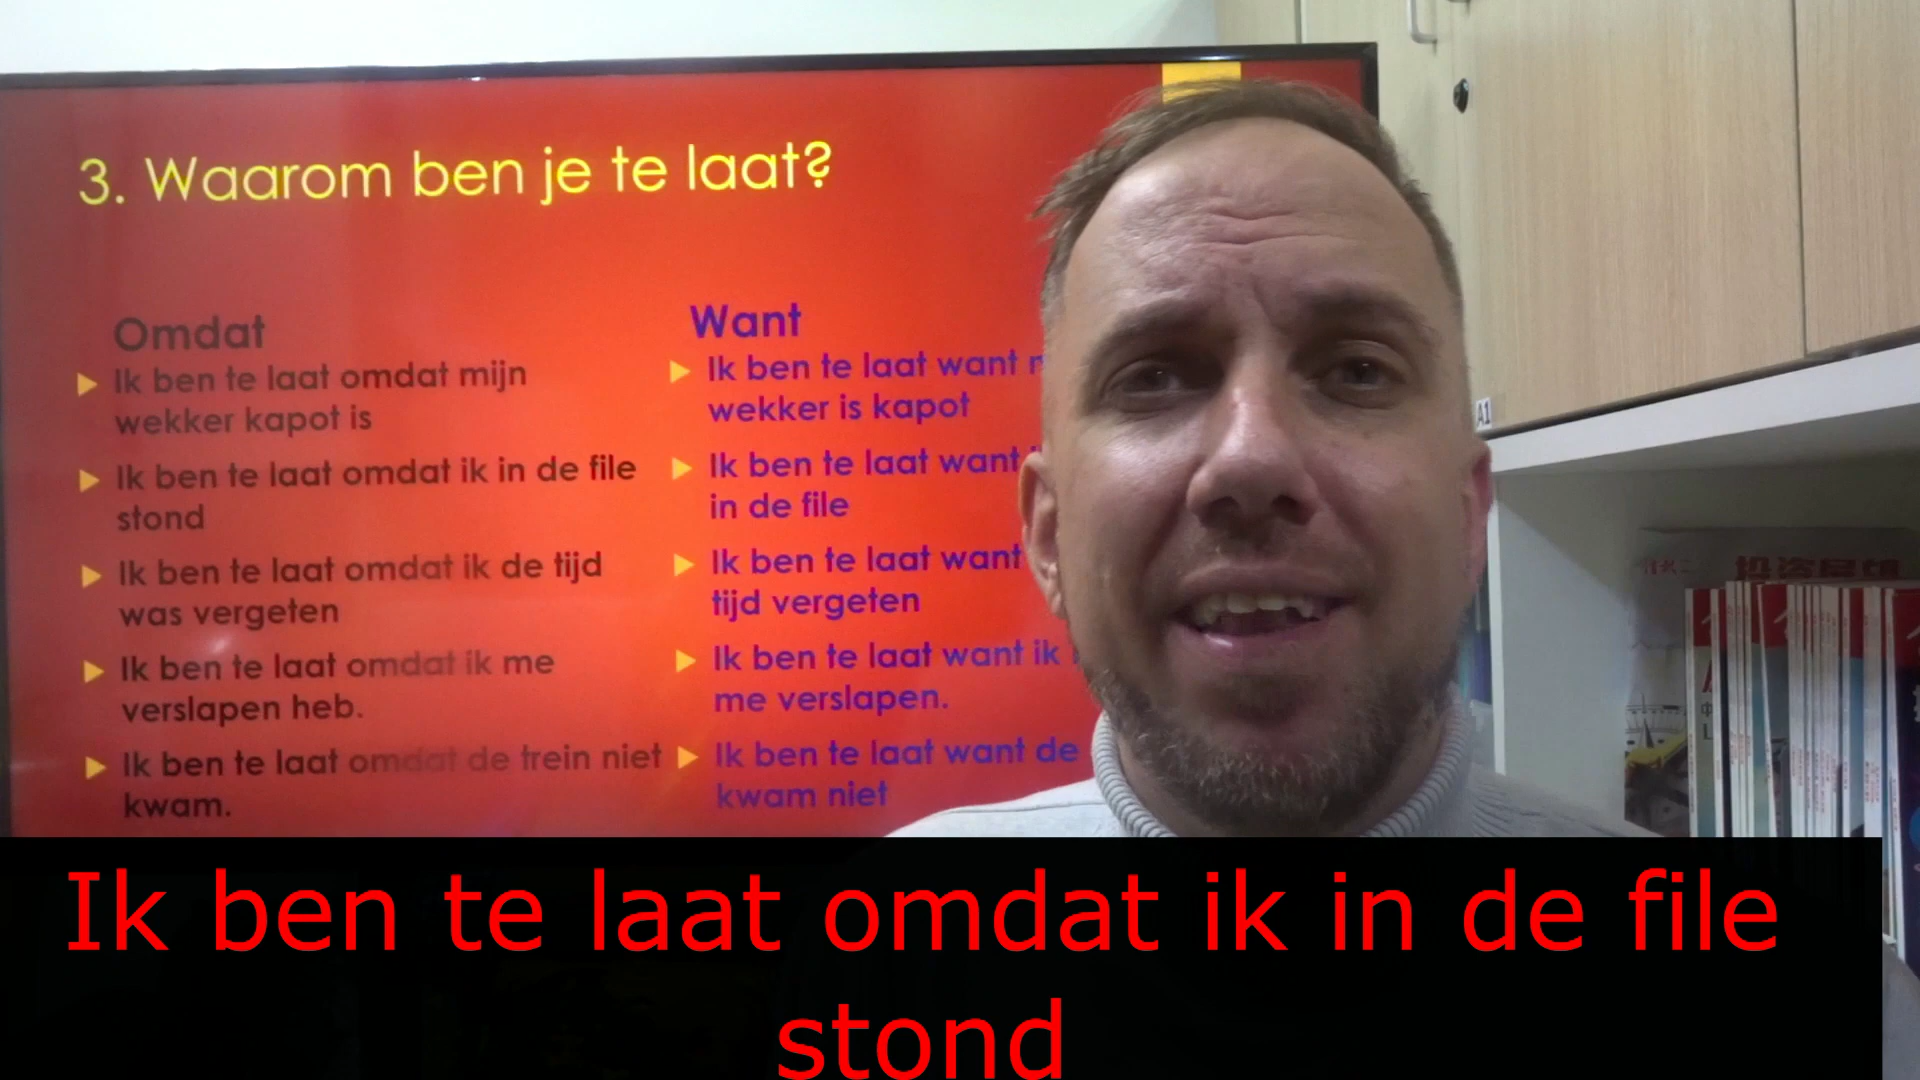 3. Waarom ben je te laat?
Omdat
Ik ben te laat omdat mijn
wekker kapot is
Ik ben te laat omdat ik in de file
stond
Ik ben te laat omdat ik de tijd
was vergeten
Ik ben te laat omdat ik me
verslapen heb.
Ik ben te laat omdat de trein niet
kwam.
Want
Ik ben te laat want
wekker is kapot
Ik ben te laat want
in de file
Ik ben te laat want
tijd vergeten
Ik ben te laat want ik
me verslapen.
Ik ben te laat want de
kwam niet
A1
Ik ben te laat omdat ik in de file
stond